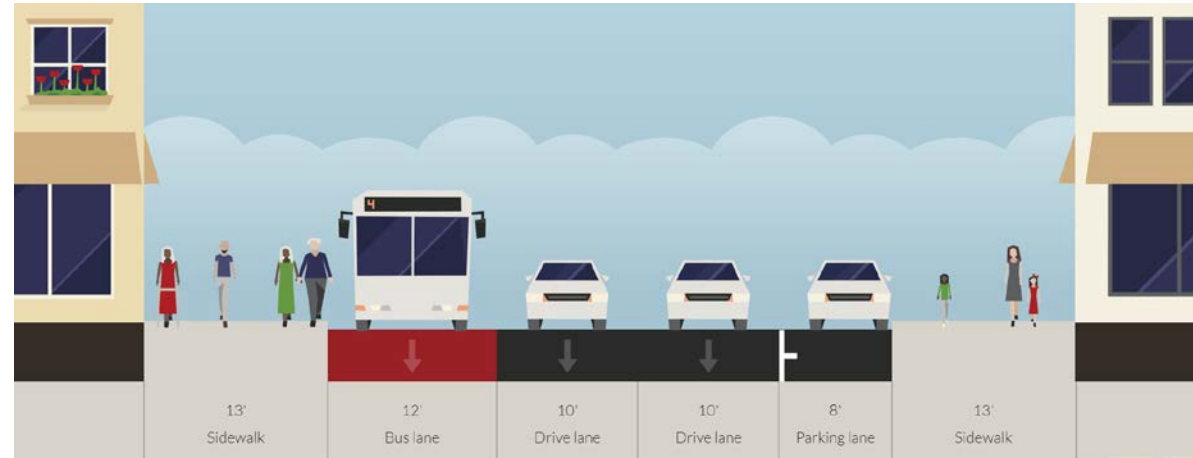 4
13'
Sidewalk
12'
Bus lane
10'
Drive lane
10'
Drive lane
8'
Parking lane
13'
Sidewalk